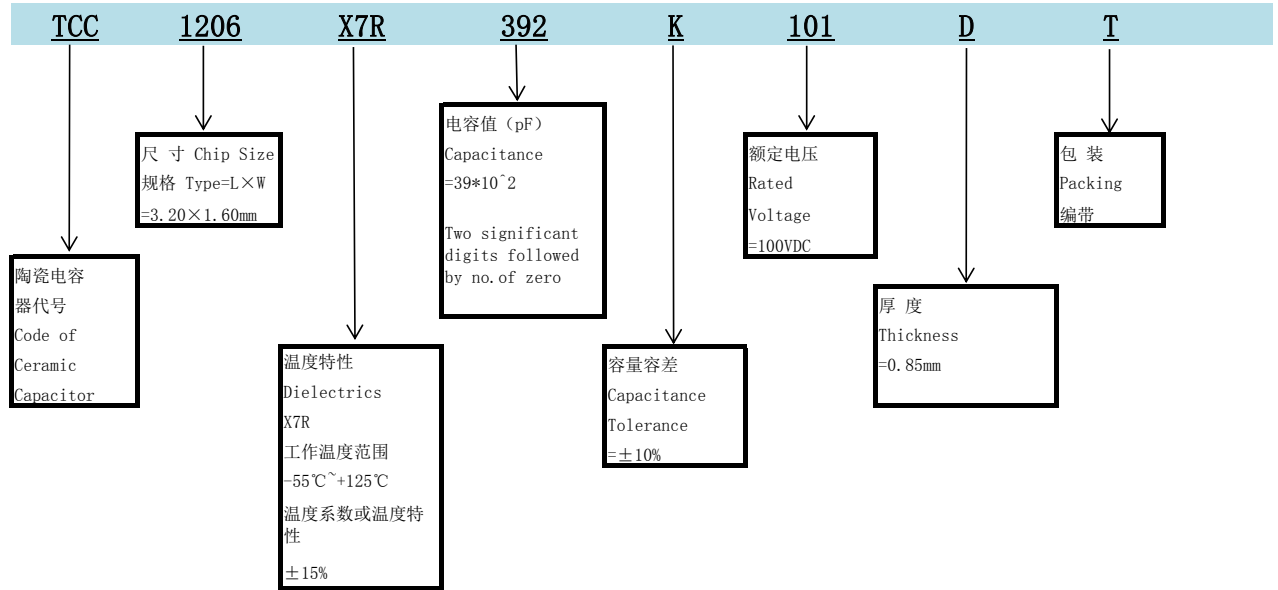 TCC 1206 X7R 392 K 101 D T
陶瓷电容
器代号
Code of
Ceramic
Capacitor
尺 寸 Chip Size
规格 Type=L×W
=3.20×1.60mm
温度特性
Dielectrics
X7R
工作温度范围
-55℃~+125℃
温度系数或温度特
性
±15%
电容值（pF）
Capacitance
=39*10^2
Two significant
digits followed
by no.of zero
容量容差
Capacitance
Tolerance
=±10%
额定电压
Rated
Voltage
=100VDC
厚 度
Thickness
=0.85mm
包 装
Packing
编带